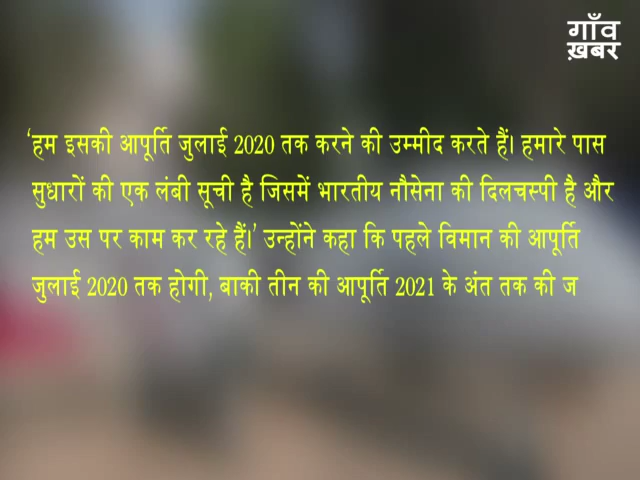 गाँव
ख़बर
‘हम इसकी आपूर्ति जुलाई 2020 तक करने की उम्मीद करते हैं। हमारे पास
सुधारों की एक लंबी सूची है जिसमें भारतीय नौसेना की दिलचस्पी है और
हम उस पर काम कर रहे हैं।’ उन्होंने कहा कि पहले विमान की आपूर्ति
जुलाई 2020 तक होगी, बाकी तीन की आपूर्ति 2021 के अंत तक की ज